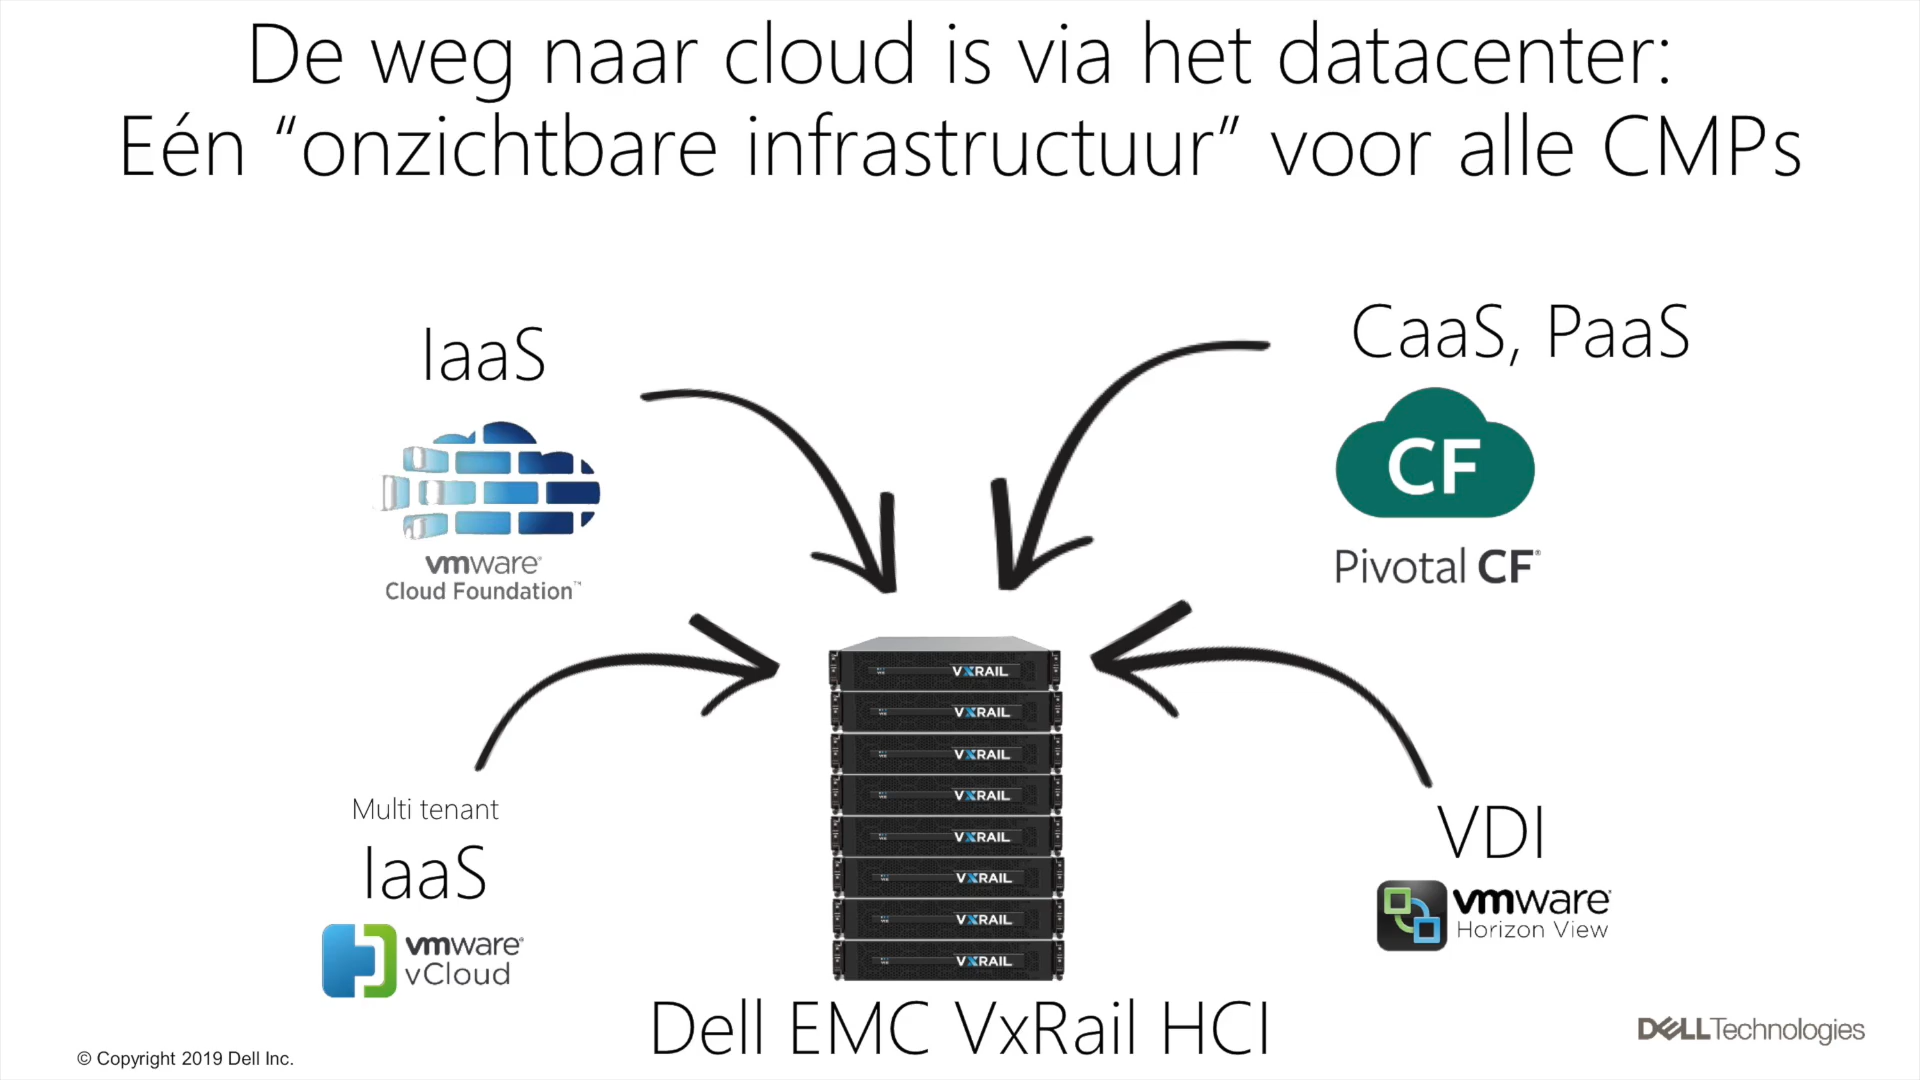 De weg naar cloud is via het datacenter:
Eén “onzichtbare infrastructuur” voor alle CMPs
IaaS
vmware®
Cloud Foundation™
CaaS, PaaS
CF
Pivotal CF®
Multi tenant
IaaS
vmware®
vCloud
VXRAIL
VXRAIL
VXRAIL
VXRAIL
VXRAIL
VXRAIL
VXRAIL
VXRAIL
VDI
vmware®
Horizon View
Dell EMC VxRail HCI
© Copyright 2019 Dell Inc.
DELLTechnologies